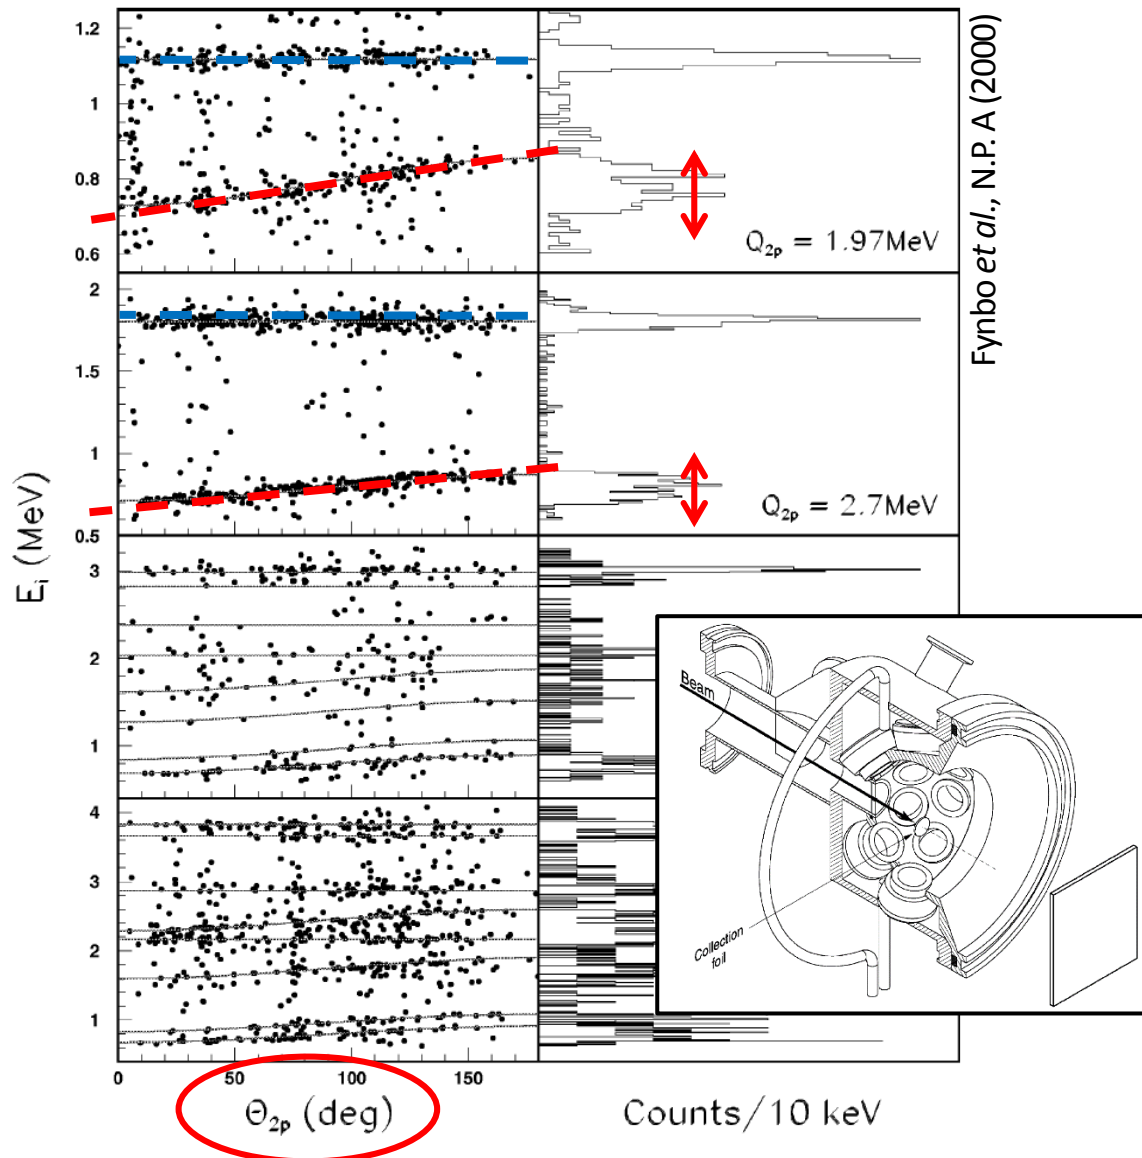 1.2
1
0.8
0.6
Q2p = 1.97MeV
Fynbo et al., N.P. A (2000)
2
1.5
1
0.5
Q2p = 2.7MeV
Ei (MeV)
3
2
1
4
3
2
1
Beam
Collection
foil
0 50 100 150
Θ2p (deg)
Counts/10 keV